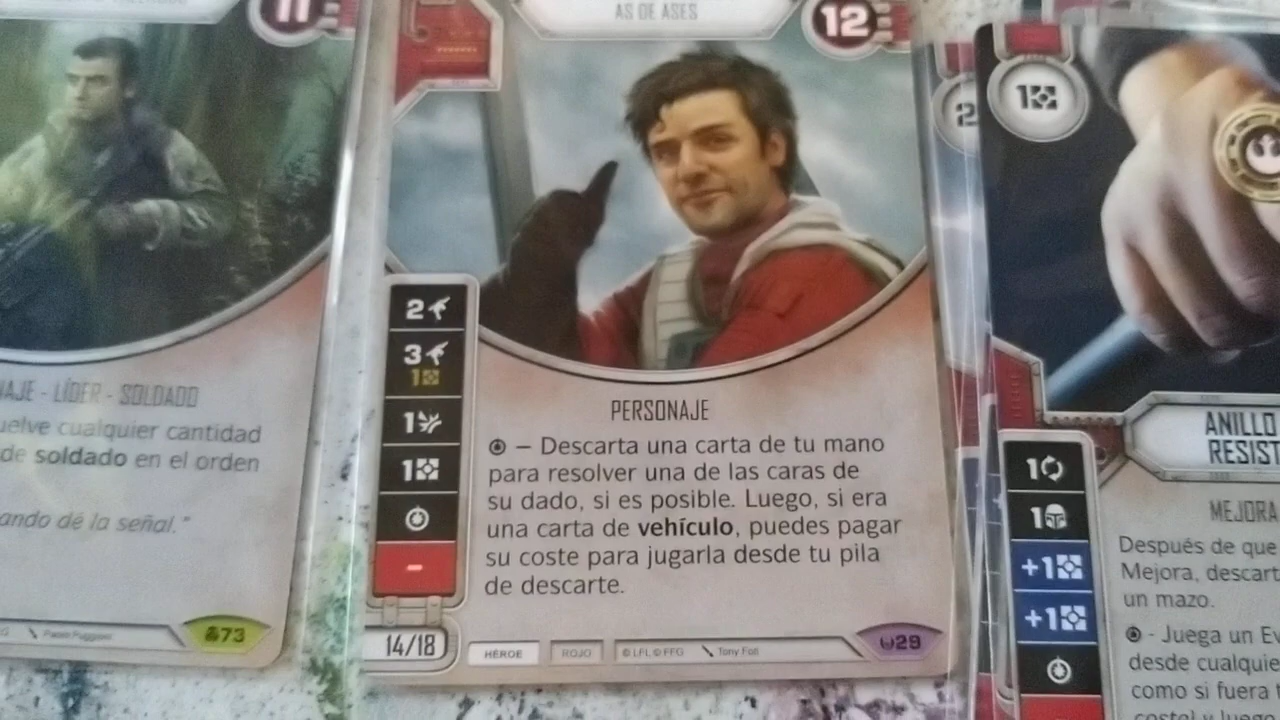 11
NAJE - LÍDER - SOLDADO
uelve cualquier cantidad
de soldado en el orden
ando dé la señal."
73
AS DE ASES
12
2
3
1
1
1
-
PERSONAJE
– Descarta una carta de tu mano
para resolver una de las caras de
su dado, si es posible. Luego, si era
una carta de vehículo, puedes pagar
su coste para jugarla desde tu pila
de descarte.
14/18
HÉROE
ROJO
© LFL © FFG
Tony Foti
29
2
1
ANILLO
RESIST
1
1
+1
+1
MEJORA
Después de que
Mejora, descart
un mazo.
- Juega un Ev
desde cualquie
como si fuera t